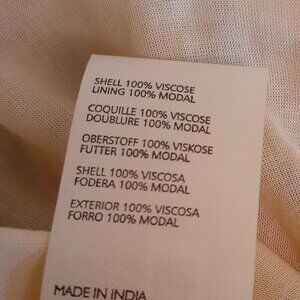 SHELL 100% VISCOSE
LINING 100% MODAL
COQUILLE 100% VISCOSE
DOUBLURE 100% MODAL
OBERSTOFF 100% VISKOSE
FUTTER 100% MODAL
SHELL 100% VISCOSA
FODERA 100% MODAL
EXTERIOR 100% VISCOSA
FORRO 100% MODAL
MADE IN INDIA